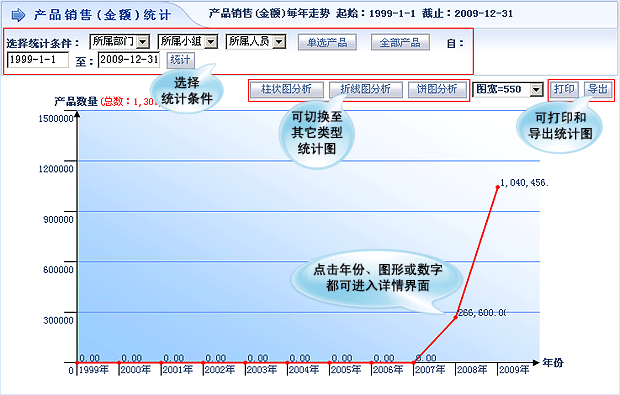 产品销售(金额)统计 产品销售(金额)每年走势 起始：1999-1-1 截止：2009-12-31
选择统计条件： 所属部门 所属小组 所属人员 单选产品 全部产品 自：
1999-1-1 至：2009-12-31 统计
选择
统计条件
柱状图分析 折线图分析 饼图分析 图宽=550 打印 导出
可切换至
其它类型
统计图
可打印和
导出统计图
产品数量(总数：1,30
1500000
1200000
900000
600000
300000
0
1,040,456.
266,600.00
点击年份、图形或数字
都可进入详情界面
0.00 0.00 0.00 0.00 0.00 0.00 0.00 0.00 0.00
1999年 2000年 2001年 2002年 2003年 2004年 2005年 2006年 2007年 2008年 2009年
年份